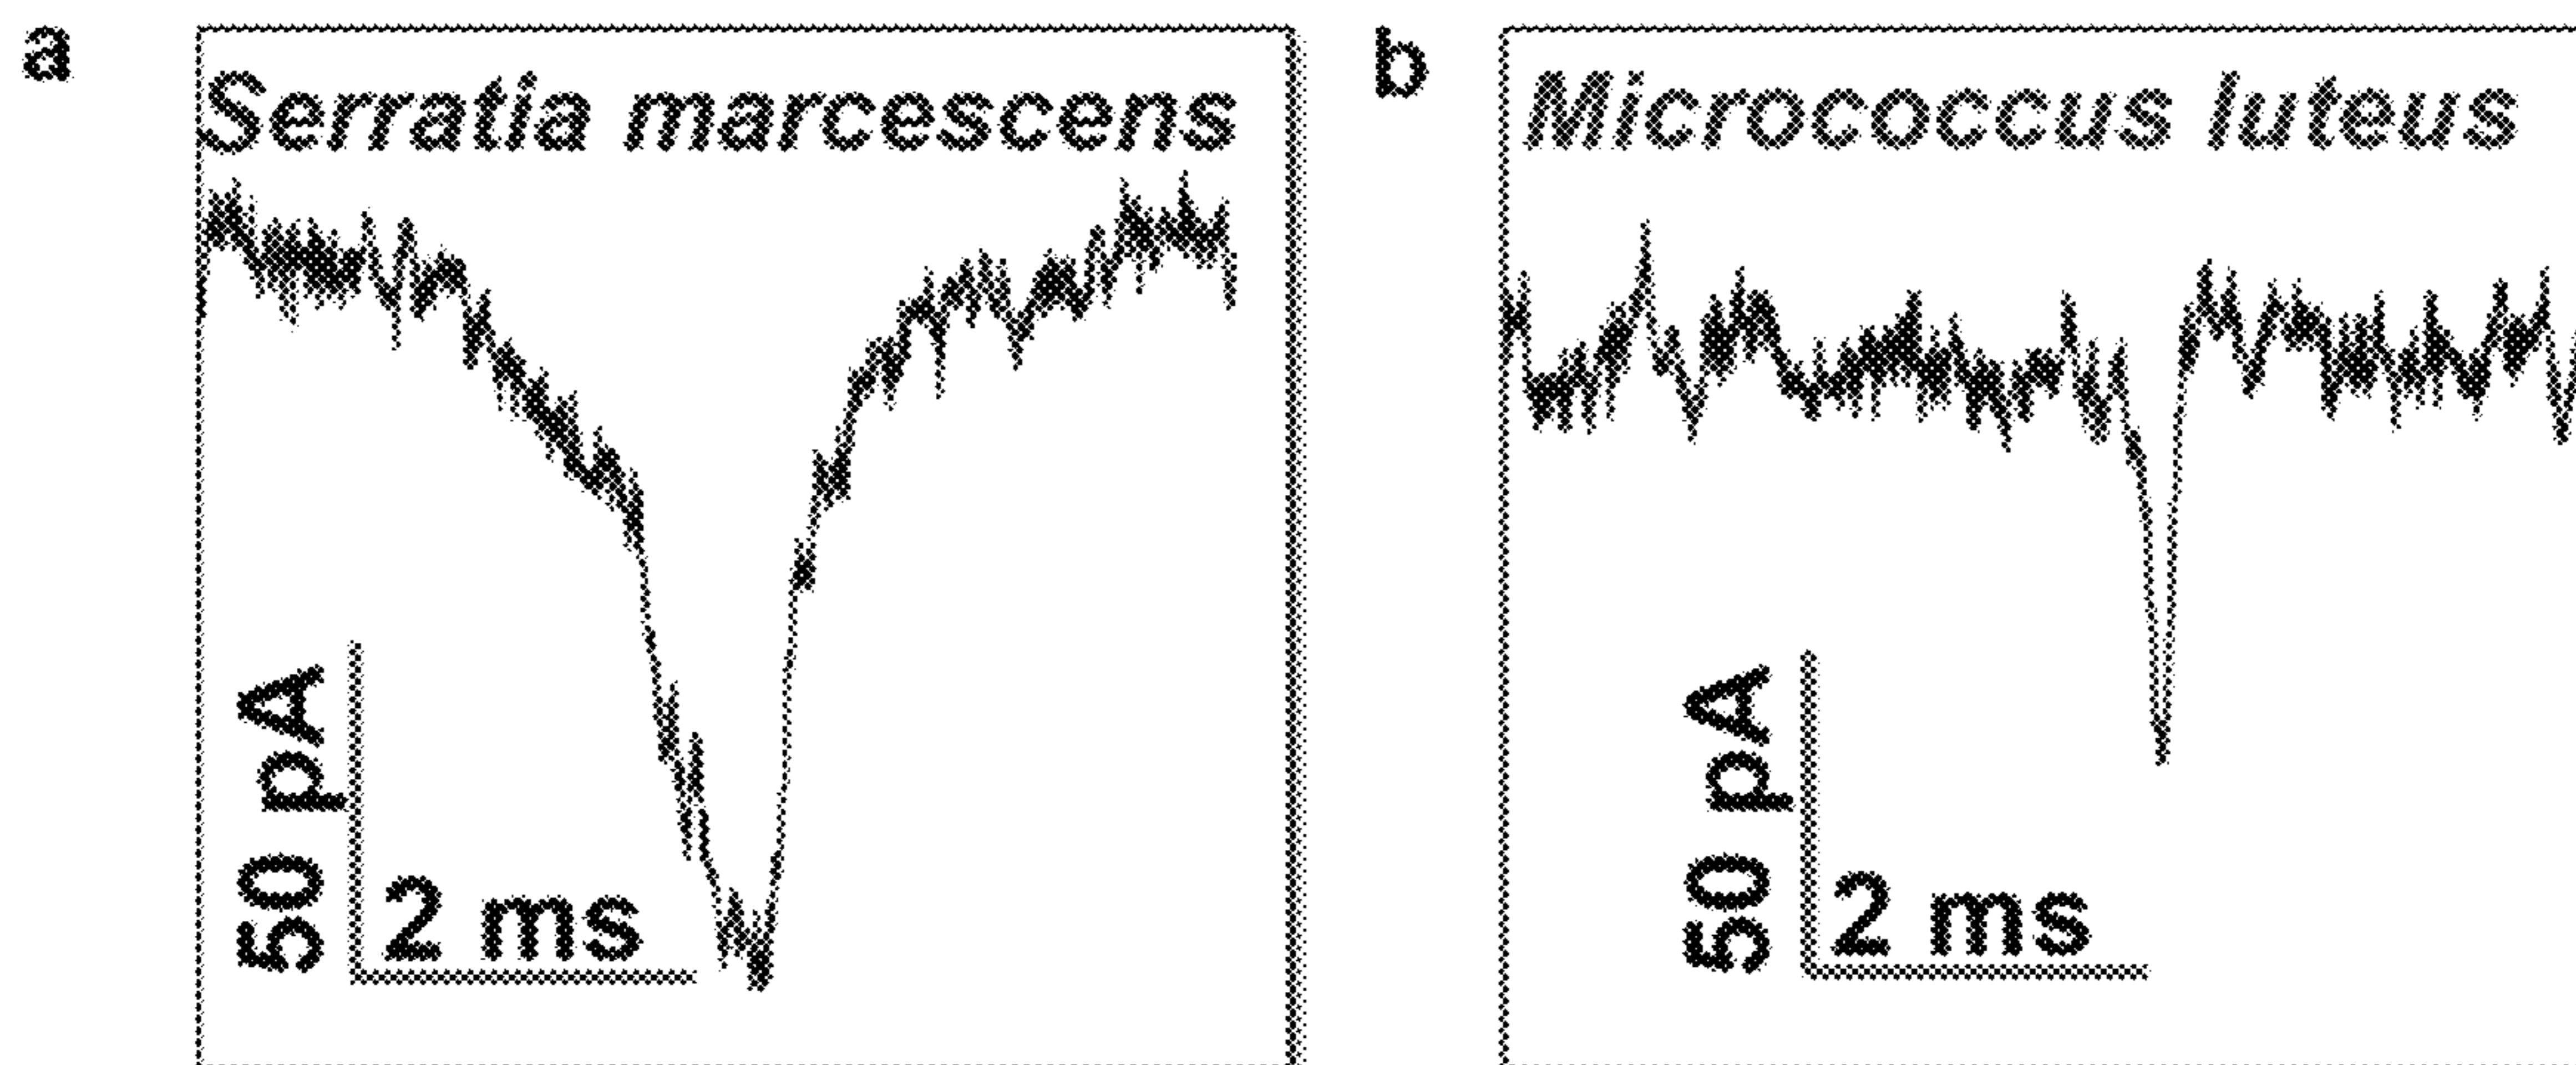 a
Serratia marcescens
50 pA
2 ms
b
Micrococcus luteus
50 pA
2 ms